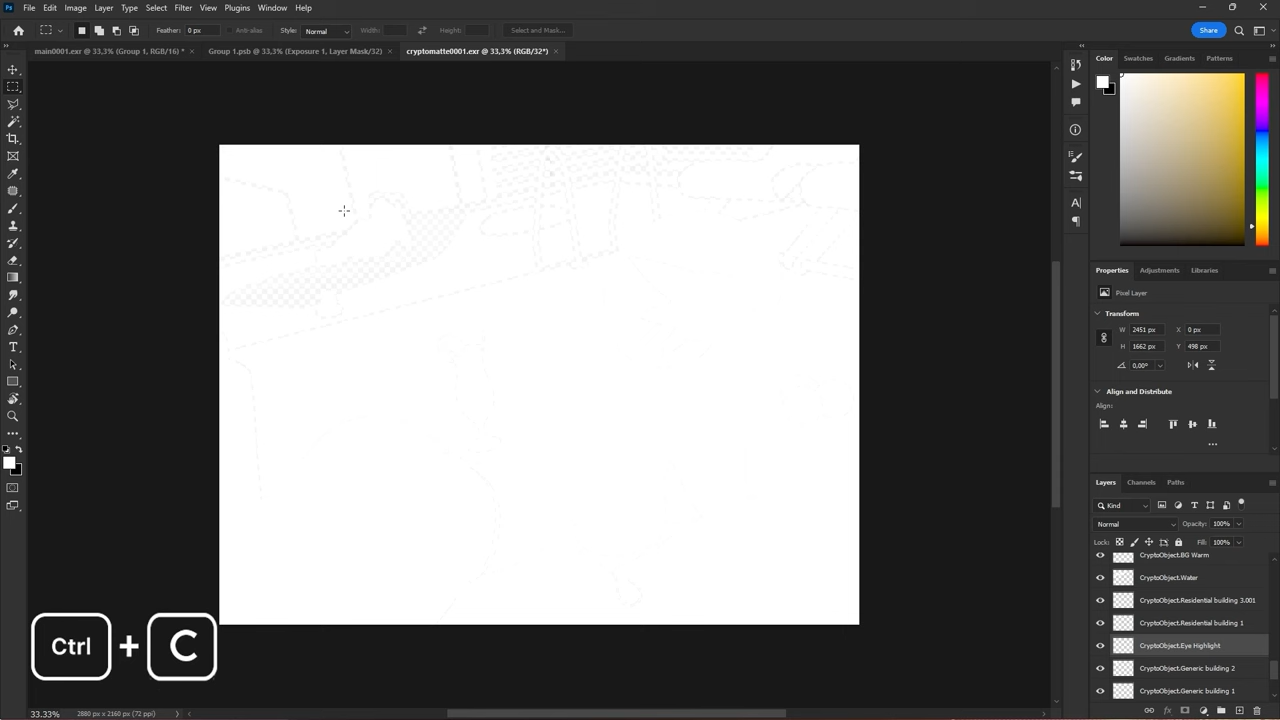 Ps File Edit Image Layer Type Select Filter View Plugins Window Help
Feather: 0 px Anti-alias Style: Normal Width: Height: Select and Mask... Share
main0001.exr @ 33,3% (Group 1, RGB/16) * × Group 1.psb @ 33,3% (Exposure 1, Layer Mask/32) × cryptomatte0001.exr @ 33,3% (RGB/32*) ×
Color Swatches Gradients Patterns
Properties Adjustments Libraries
Pixel Layer
Transform
W 2451 px X 0 px
H 1662 px Y 498 px
0,00°
Align and Distribute
Align:
...
Layers Channels Paths
Kind
Normal Opacity: 100%
Lock: Fill: 100%
CryptoObject.BG Warm
CryptoObject.Water
CryptoObject.Residential building 3.001
CryptoObject.Residential building 1
CryptoObject.Eye Highlight
CryptoObject.Generic building 2
CryptoObject.Generic building 1
Ctrl + C
33,33% 2880 px x 2160 px (72 ppi)